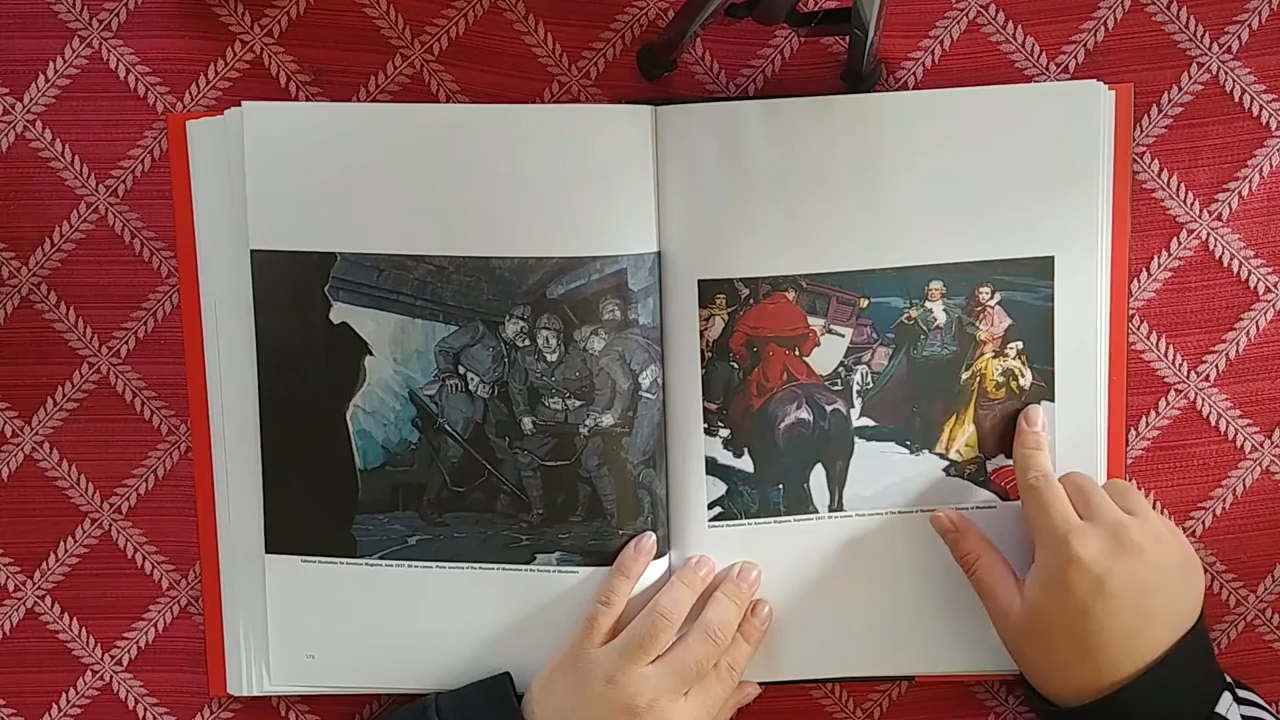 Editorial Illustration for American Magazine, June 1937. Oil on canvas. Photo courtesy of The Museum of Illustration at the Society of Illustrators
Editorial Illustration for American Magazine, September 1937. Oil on canvas. Photo courtesy of The Museum of Society of Illustrators
176